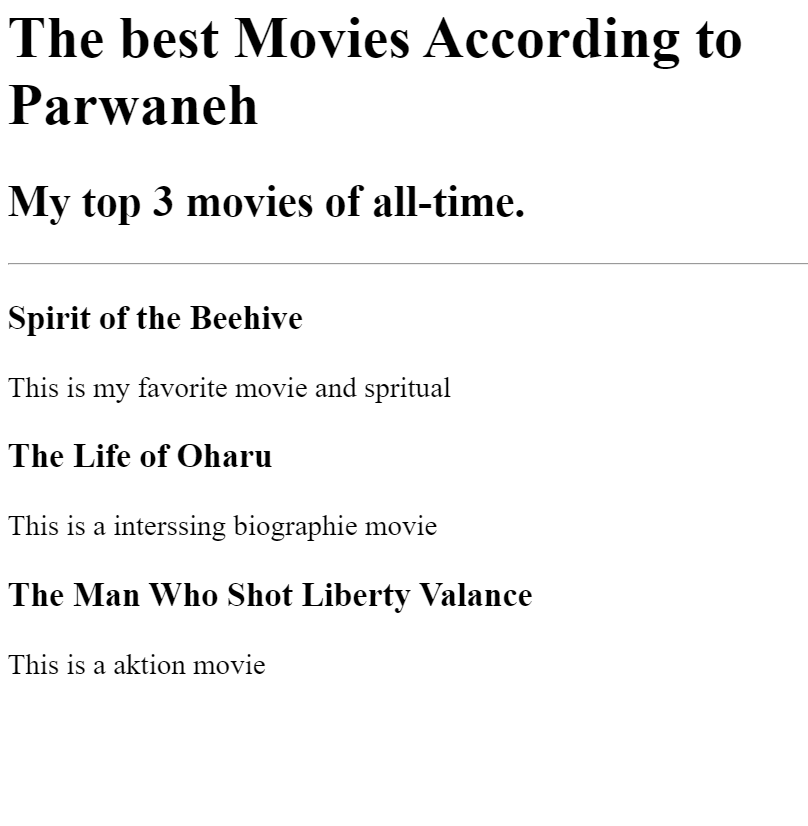 The best Movies According to
Parwaneh
My top 3 movies of all-time.
Spirit of the Beehive
This is my favorite movie and spritual
The Life of Oharu
This is a interssing biographie movie
The Man Who Shot Liberty Valance
This is a aktion movie